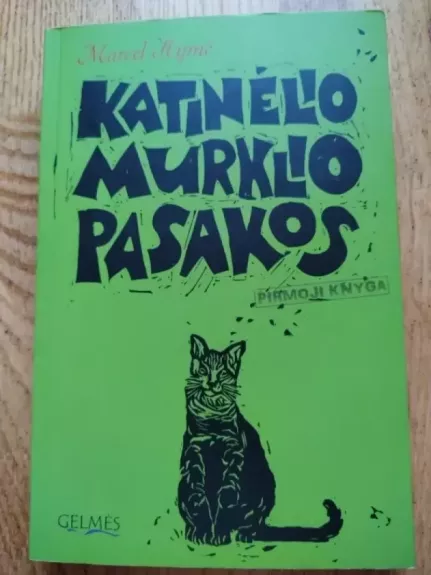 Marcel Aymé
KATINĖLIO
MURKLIO
PASAKOS
PIRMOJI KNYGA
GELMĖS